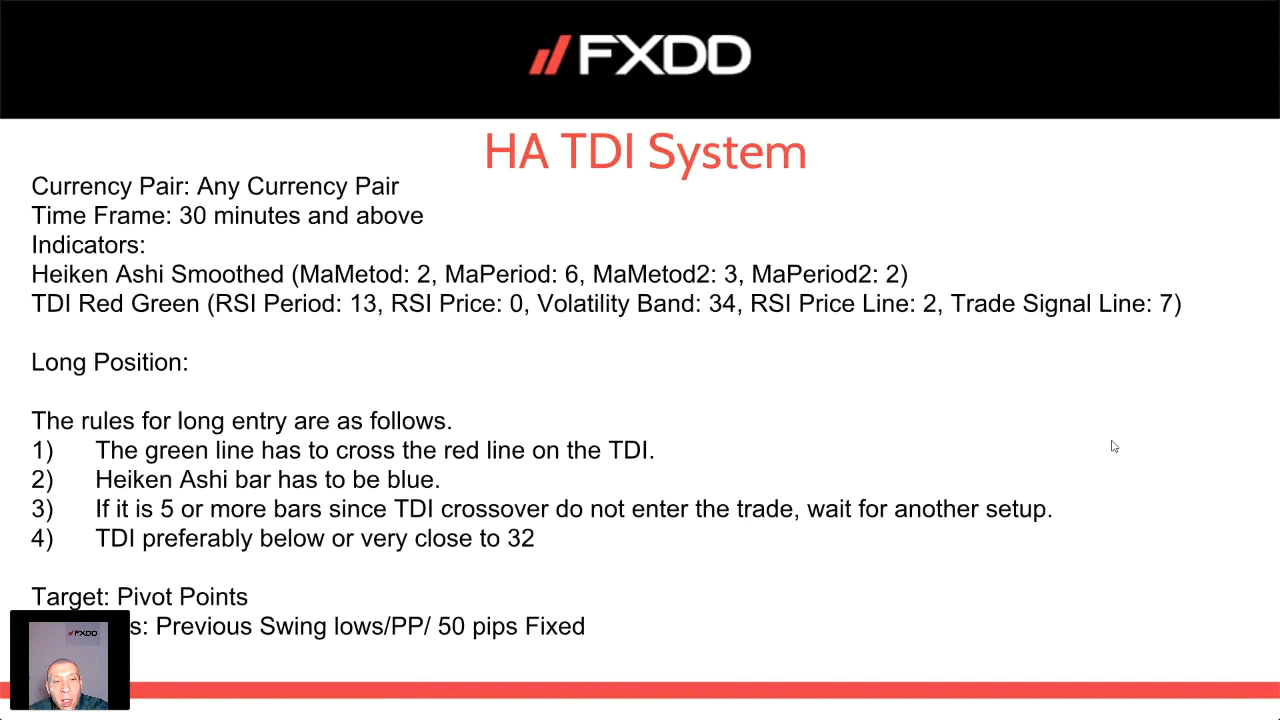 FXDD
HA TDI System
Currency Pair: Any Currency Pair
Time Frame: 30 minutes and above
Indicators:
Heiken Ashi Smoothed (MaMetod: 2, MaPeriod: 6, MaMetod2: 3, MaPeriod2: 2)
TDI Red Green (RSI Period: 13, RSI Price: 0, Volatility Band: 34, RSI Price Line: 2, Trade Signal Line: 7)
Long Position:
The rules for long entry are as follows.
1) The green line has to cross the red line on the TDI.
2) Heiken Ashi bar has to be blue.
3) If it is 5 or more bars since TDI crossover do not enter the trade, wait for another setup.
4) TDI preferably below or very close to 32
Target: Pivot Points
s: Previous Swing lows/PP/ 50 pips Fixed
FXDD